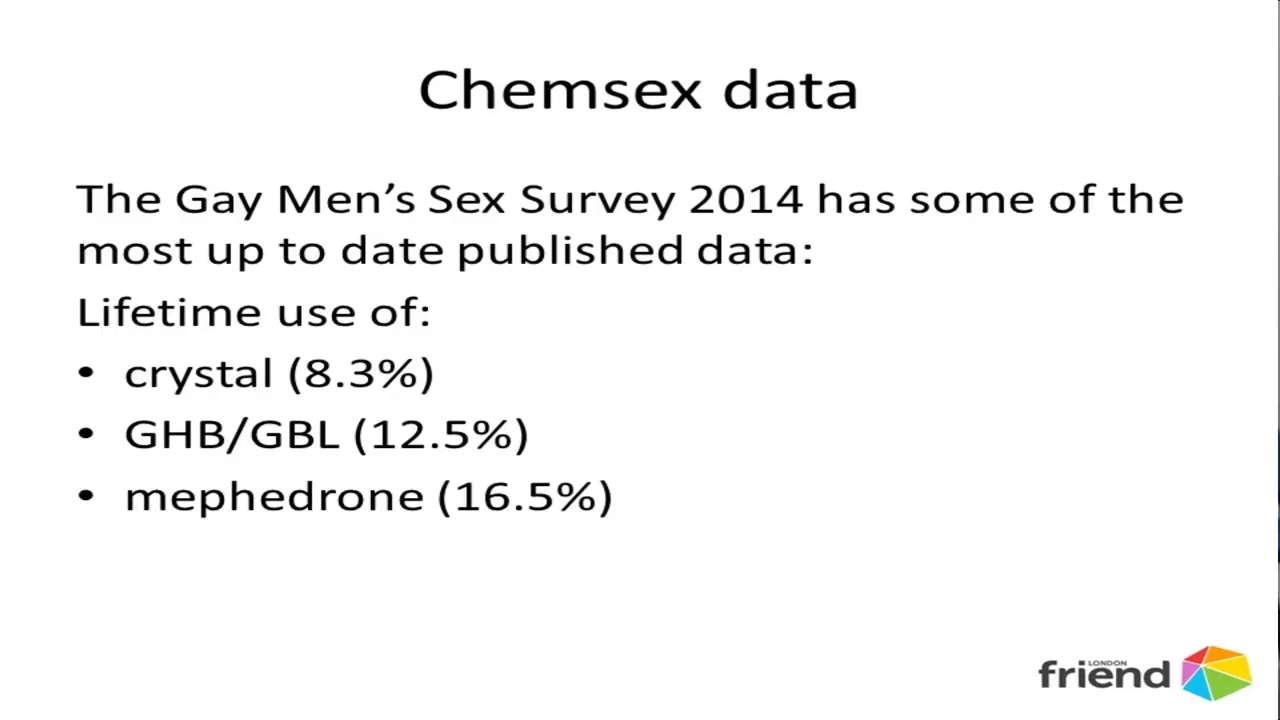 Chemsex data
The Gay Men’s Sex Survey 2014 has some of the
most up to date published data:
Lifetime use of:
• crystal (8.3%)
• GHB/GBL (12.5%)
• mephedrone (16.5%)
LONDON
friend